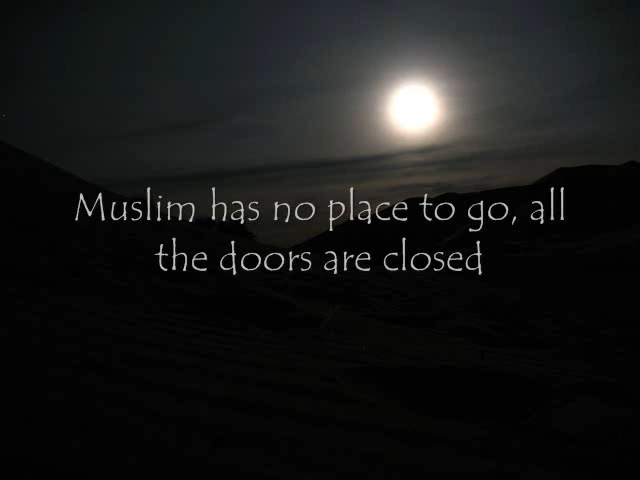 Muslim has no place to go, all
the doors are closed